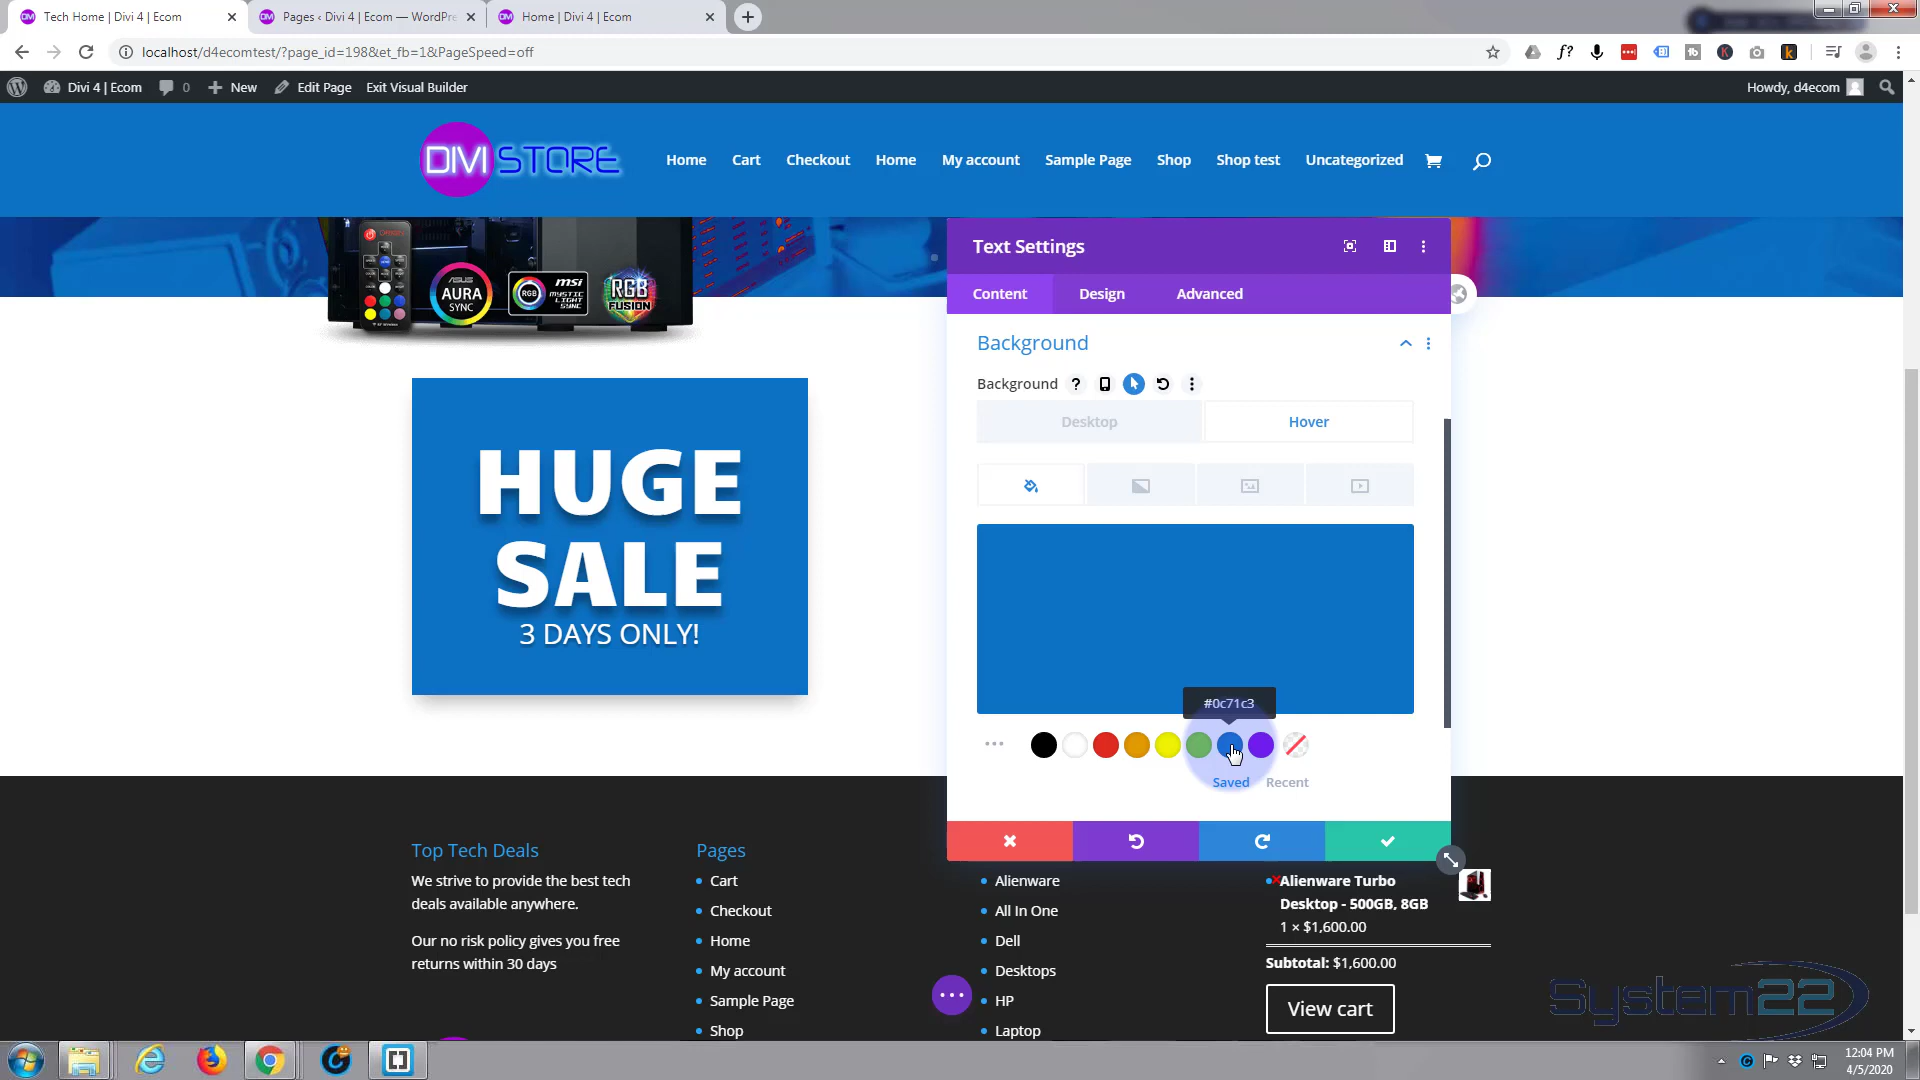 Tech Home | Divi 4 | Ecom
Pages ‹ Divi 4 | Ecom — WordPre
Home | Divi 4 | Ecom
localhost/d4ecomtest/?page_id=198&et_fb=1&PageSpeed=off
f?
Divi 4 | Ecom
0
New
Edit Page
Exit Visual Builder
Howdy, d4ecom
DIVI STORE
Home
Cart
Checkout
Home
My account
Sample Page
Shop
Shop test
Uncategorized
ASUS
AURA
SYNC
RGB
msi
MYSTIC
LIGHT
SYNC
RGB
FUSION
HUGE
SALE
3 DAYS ONLY!
Text Settings
Content
Design
Advanced
Background
Background
?
Desktop
Hover
#0c71c3
Saved
Recent
Top Tech Deals
We strive to provide the best tech
deals available anywhere.
Our no risk policy gives you free
returns within 30 days
Pages
Cart
Checkout
Home
My account
Sample Page
Shop
Alienware
All In One
Dell
Desktops
HP
Laptop
Alienware Turbo
Desktop - 500GB, 8GB
1 × $1,600.00
Subtotal: $1,600.00
View cart
System22
12:04 PM
4/5/2020